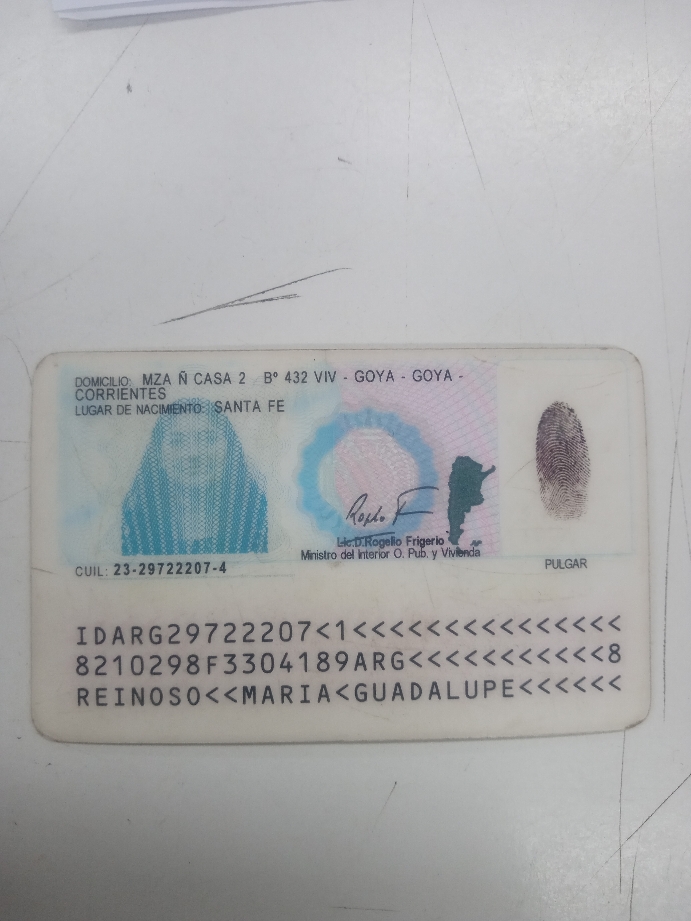 DOMICILIO: MZA Ñ CASA 2 Bº 432 VIV - GOYA - GOYA -
CORRIENTES
LUGAR DE NACIMIENTO: SANTA FE
Lic.D.Rogelio Frigerio
Ministro del Interior O. Pub. y Vivienda
CUIL: 23-29722207-4
PULGAR
IDARG29722207<1<<<<<<<<<<<<<<<
8210298F3304189ARG<<<<<<<<<<<8
REINOSO<<MARIA<GUADALUPE<<<<<<